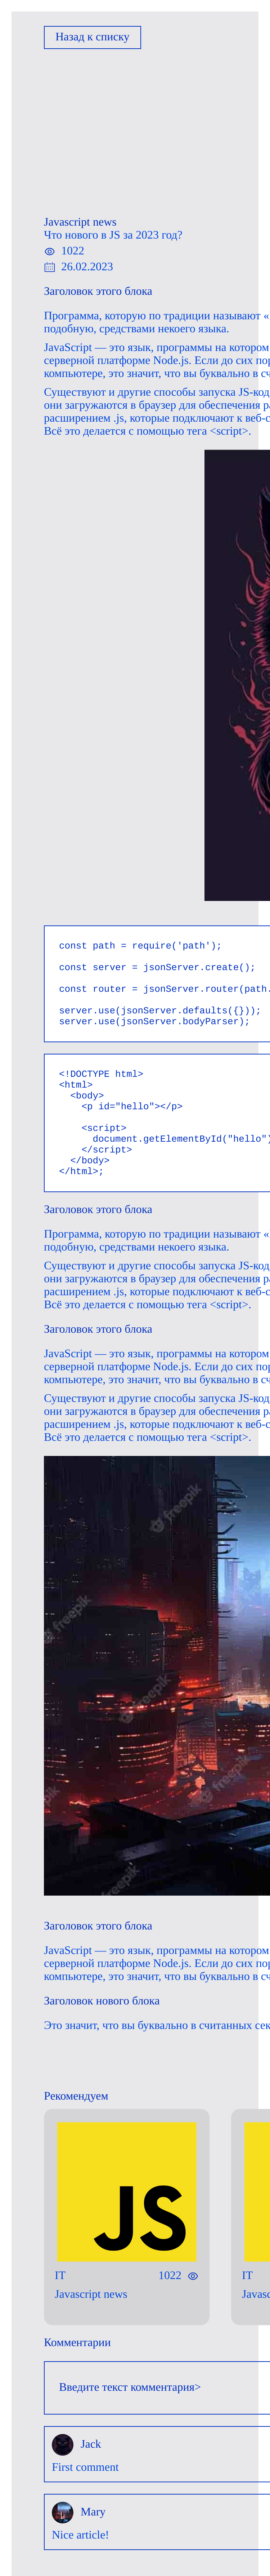 Назад к списку
Javascript news
Что нового в JS за 2023 год?
1022
26.02.2023
Заголовок этого блока
Программа, которую по традиции называют «
подобную, средствами некоего языка.
JavaScript — это язык, программы на котором
серверной платформе Node.js. Если до сих пор
компьютере, это значит, что вы буквально в сч
Существуют и другие способы запуска JS-код
они загружаются в браузер для обеспечения ра
расширением .js, которые подключают к веб-с
Всё это делается с помощью тега <script>.
const path = require('path');
const server = jsonServer.create();
const router = jsonServer.router(path.
server.use(jsonServer.defaults({}));
server.use(jsonServer.bodyParser);
<!DOCTYPE html>
<html>
<body>
<p id="hello"></p>
<script>
document.getElementById("hello")
</script>
</body>
</html>;
Заголовок этого блока
Программа, которую по традиции называют «
подобную, средствами некоего языка.
Существуют и другие способы запуска JS-код
они загружаются в браузер для обеспечения ра
расширением .js, которые подключают к веб-с
Всё это делается с помощью тега <script>.
Заголовок этого блока
JavaScript — это язык, программы на котором
серверной платформе Node.js. Если до сих пор
компьютере, это значит, что вы буквально в сч
Существуют и другие способы запуска JS-код
они загружаются в браузер для обеспечения ра
расширением .js, которые подключают к веб-с
Всё это делается с помощью тега <script>.
freepik
freepik
freepik
freepik
freepik
freepik
Заголовок этого блока
JavaScript — это язык, программы на котором
серверной платформе Node.js. Если до сих пор
компьютере, это значит, что вы буквально в сч
Заголовок нового блока
Это значит, что вы буквально в считанных сек
Рекомендуем
JS
IT 1022 IT
Javascript news Javasc
Комментарии
Введите текст комментария>
Jack
First comment
Mary
Nice article!